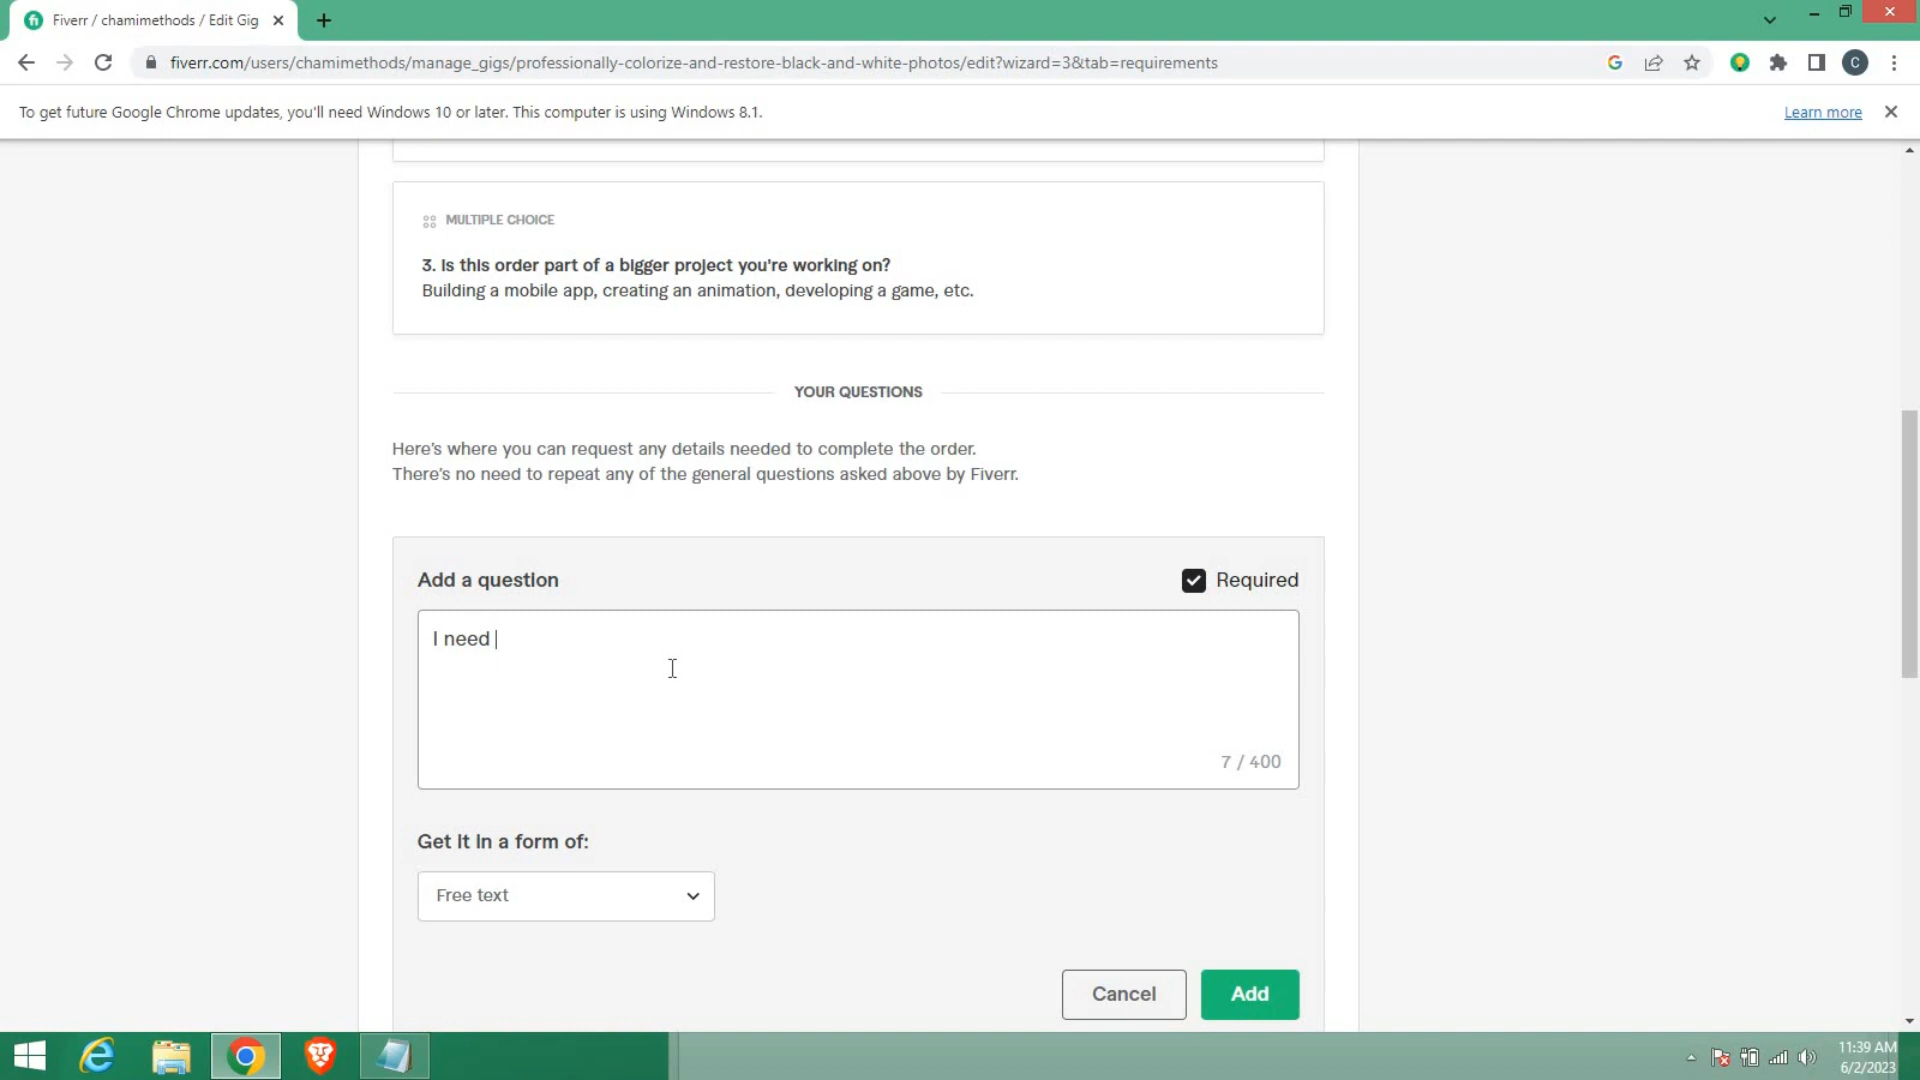 Fiverr / chamimethods / Edit Gig
fiverr.com/users/chamimethods/manage_gigs/professionally-colorize-and-restore-black-and-white-photos/edit?wizard=3&tab=requirements
C
To get future Google Chrome updates, you'll need Windows 10 or later. This computer is using Windows 8.1.
Learn more
MULTIPLE CHOICE
3. Is this order part of a bigger project you're working on?
Building a mobile app, creating an animation, developing a game, etc.
YOUR QUESTIONS
Here's where you can request any details needed to complete the order.
There's no need to repeat any of the general questions asked above by Fiverr.
Add a question
Required
I need
7 / 400
Get it in a form of:
Free text
Cancel
Add
11:39 AM
6/2/2023